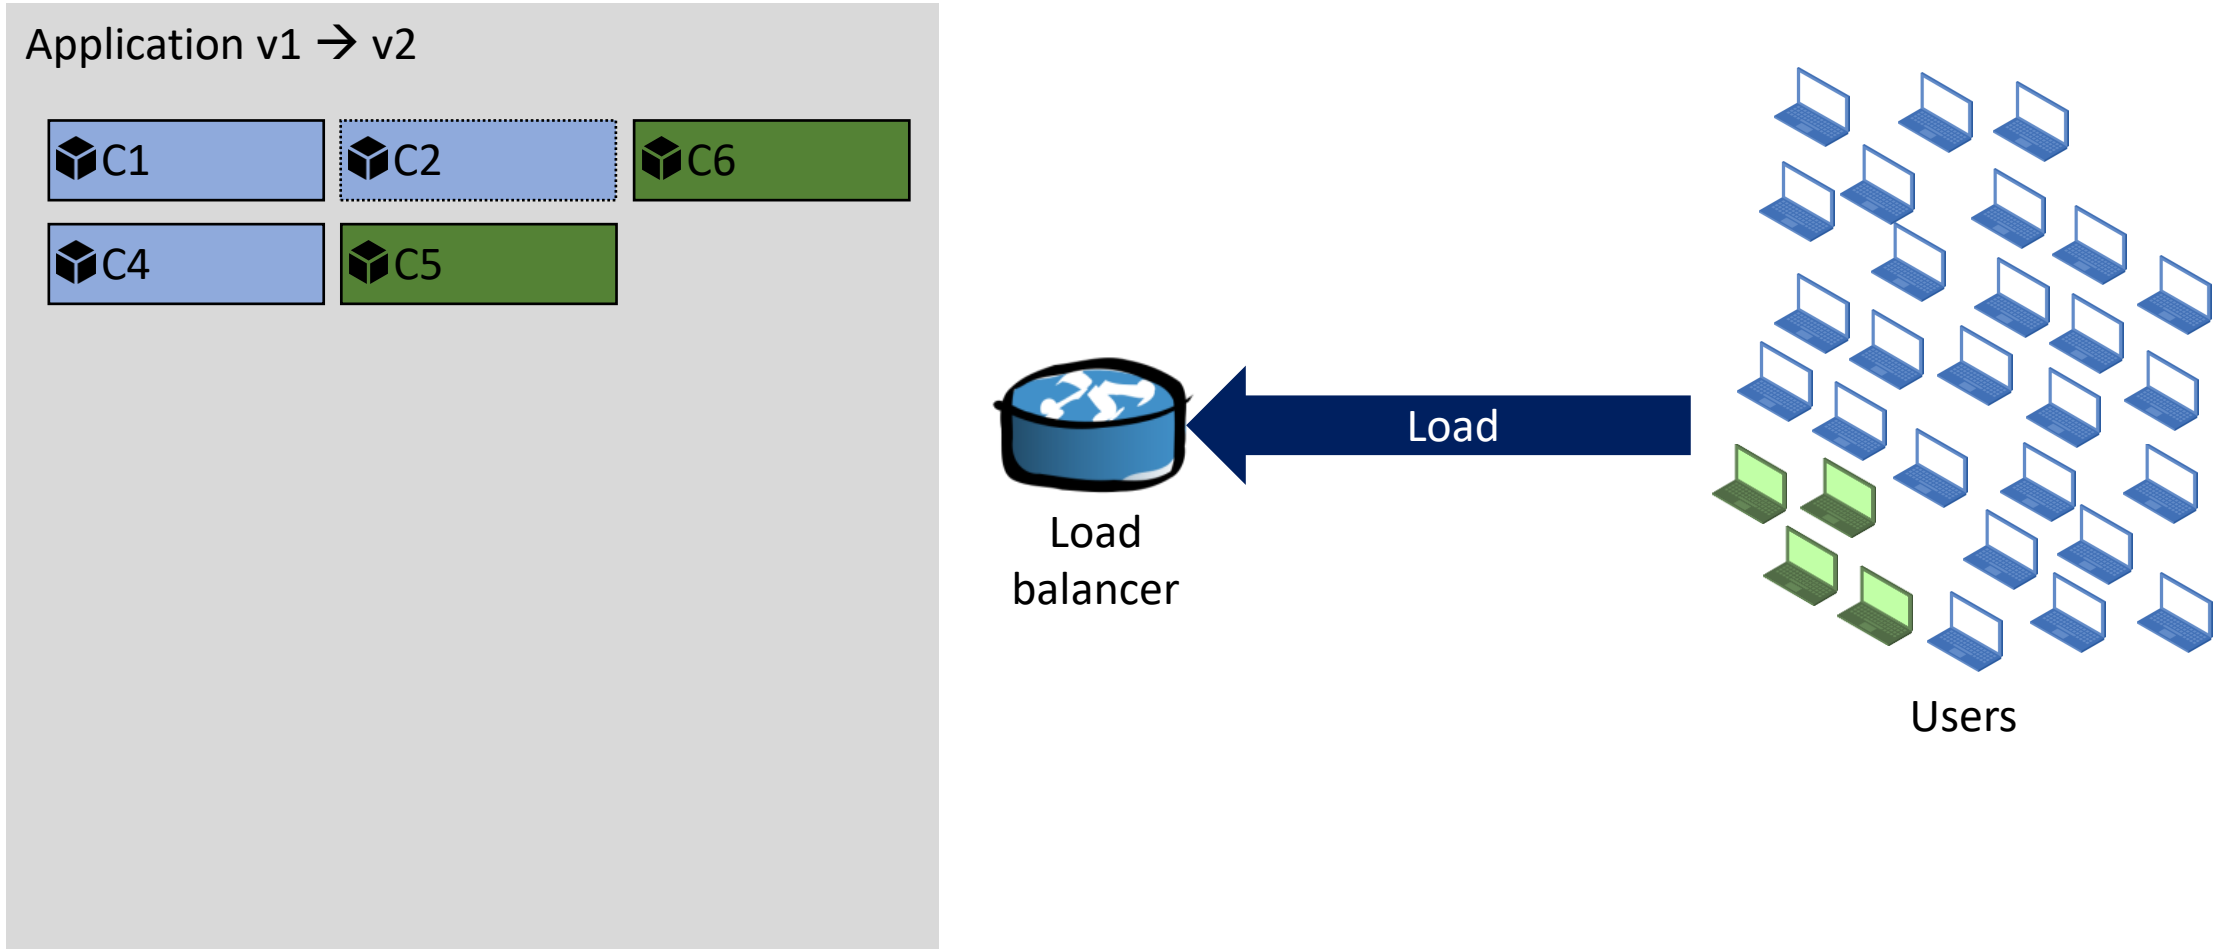 Application v1 → v2
C1
C2
C6
C4
C5
Load
Load
balancer
Users